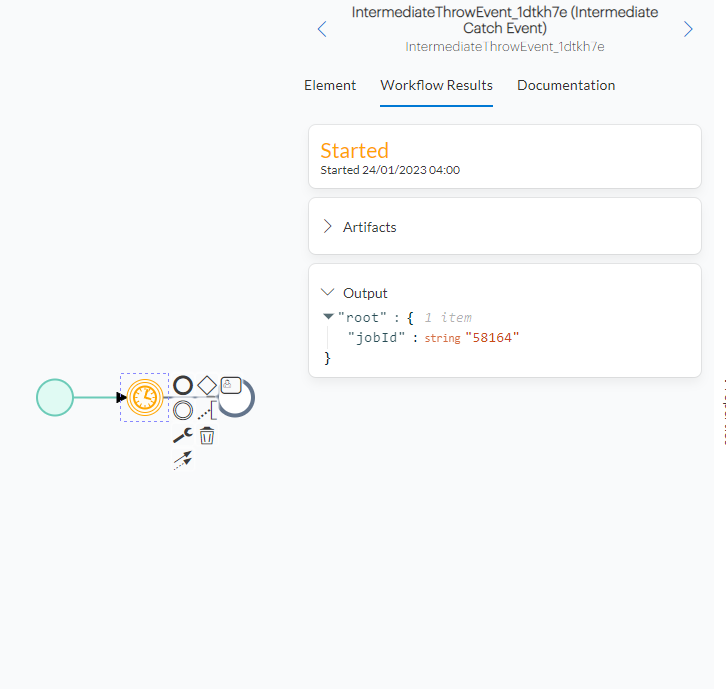 IntermediateThrowEvent_1dtkh7e (Intermediate
Catch Event)
IntermediateThrowEvent_1dtkh7e
Element Workflow Results Documentation
Started
Started 24/01/2023 04:00
Artifacts
Output
"root" : { 1 item
"jobId" : string "58164"
}